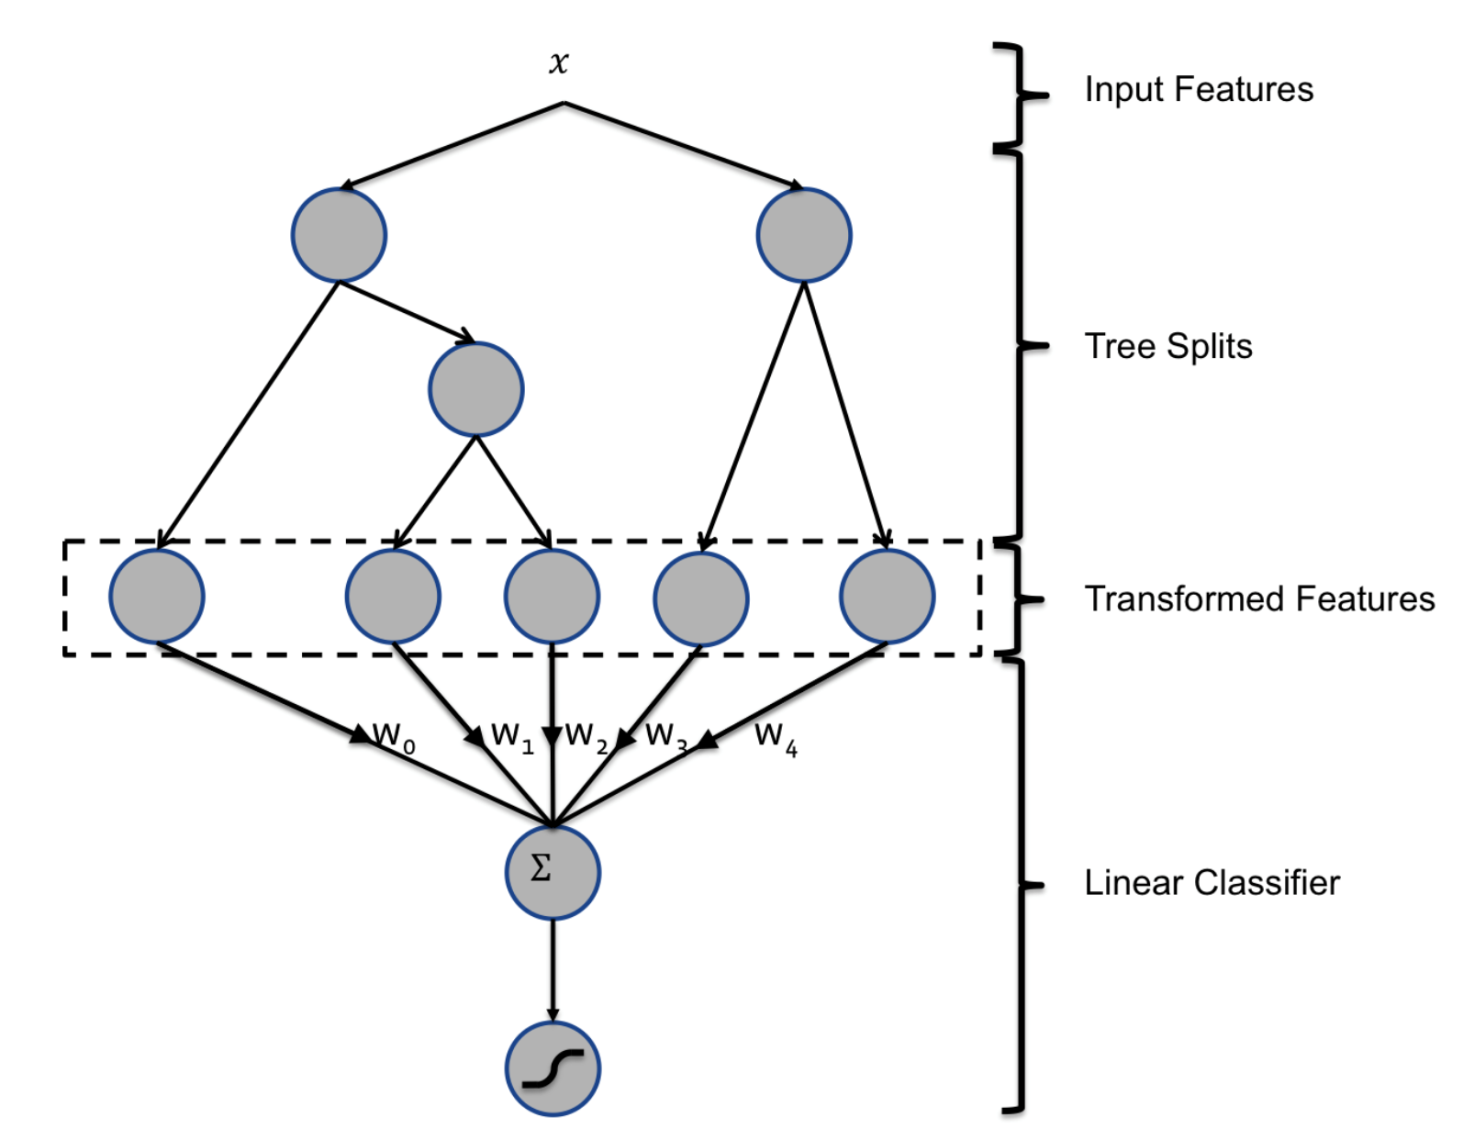 x
Input Features
Tree Splits
Transformed Features
w0 w1 w2 w3 w4
Σ
Linear Classifier